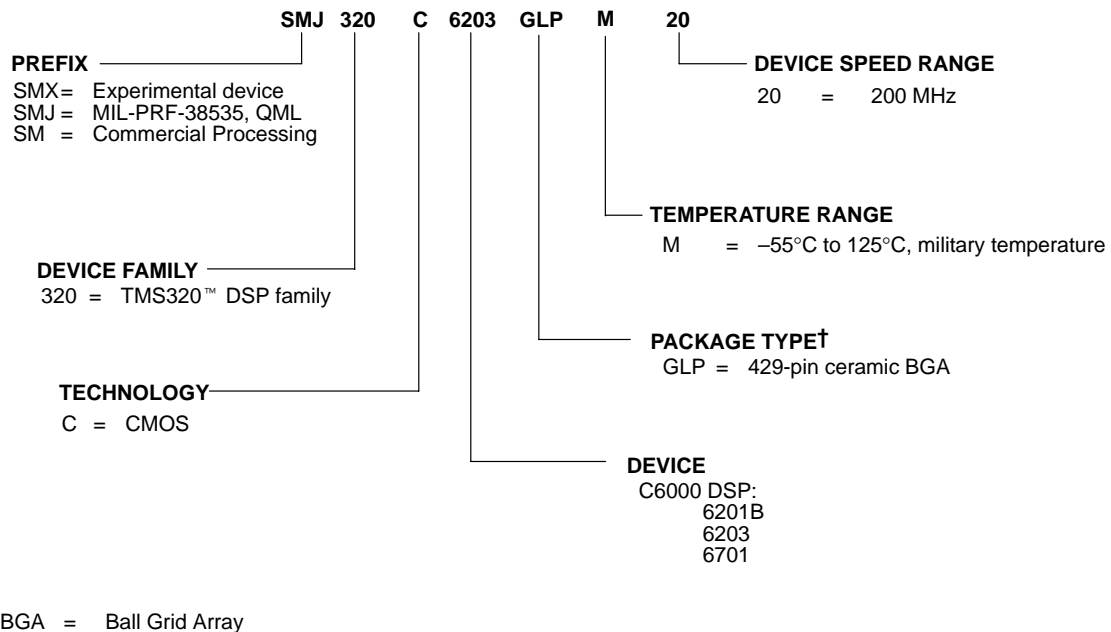 SMJ 320 C 6203 GLP M 20
PREFIX
SMX = Experimental device
SMJ = MIL-PRF-38535, QML
SM = Commercial Processing
DEVICE SPEED RANGE
20 = 200 MHz
TEMPERATURE RANGE
M = –55°C to 125°C, military temperature
DEVICE FAMILY
320 = TMS320™ DSP family
PACKAGE TYPE†
GLP = 429-pin ceramic BGA
TECHNOLOGY
C = CMOS
DEVICE
C6000 DSP:
6201B
6203
6701
BGA = Ball Grid Array